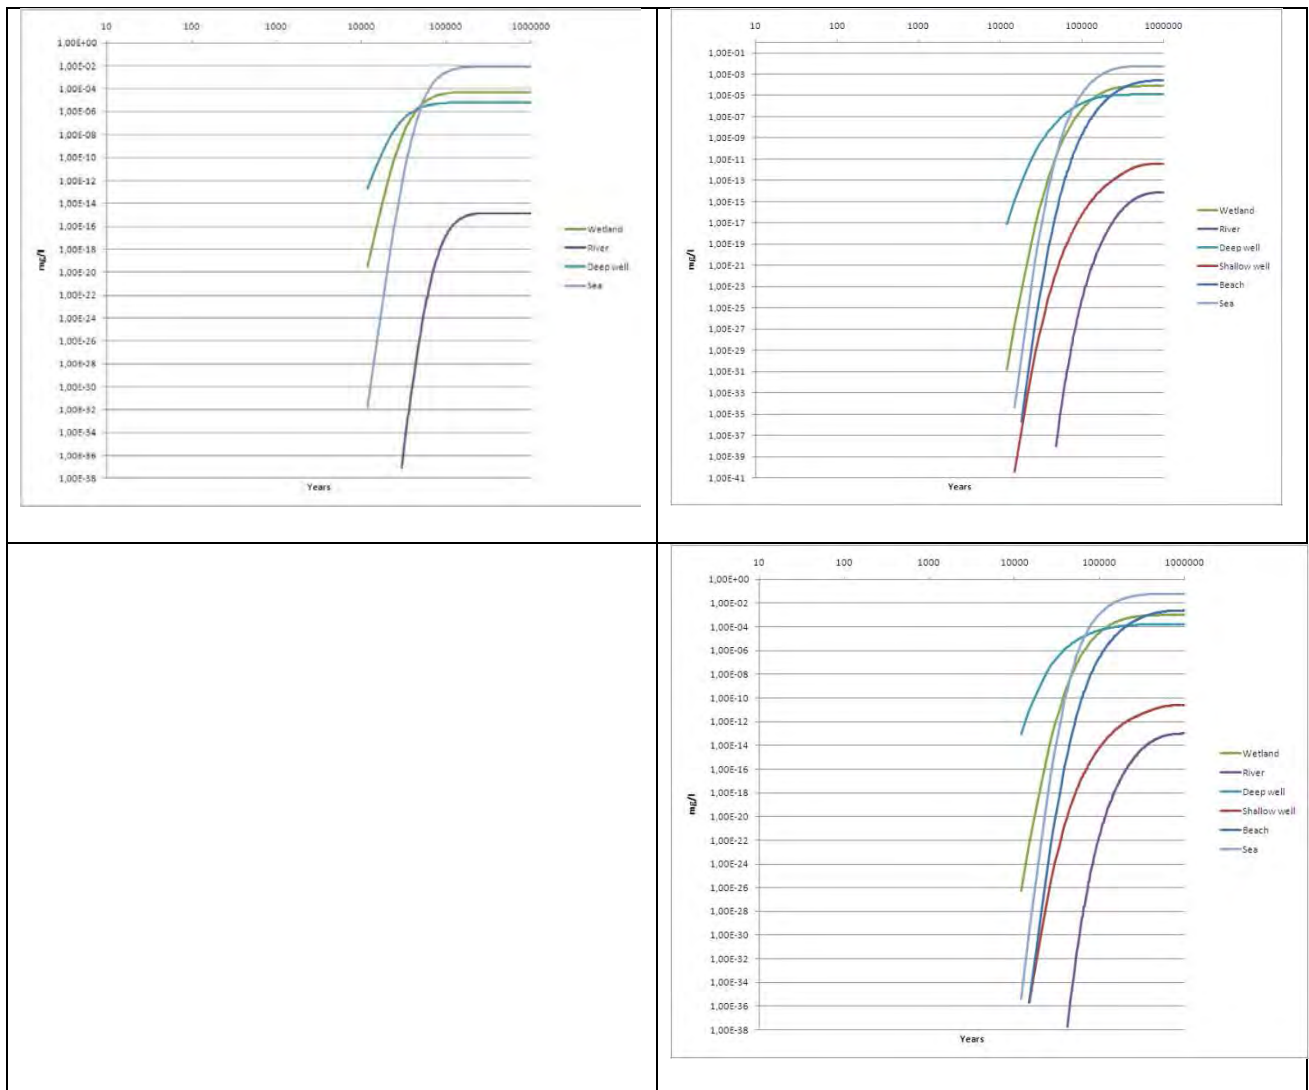 10 100 1000 10000 100000 1000000
1,00E+00
1,00E-02
1,00E-04
1,00E-06
1,00E-08
1,00E-10
1,00E-12
1,00E-14
1,00E-16
1,00E-18
1,00E-20
1,00E-22
1,00E-24
1,00E-26
1,00E-28
1,00E-30
1,00E-32
1,00E-34
1,00E-36
1,00E-38
mg/l
Years
Wetland
River
Deep well
Sea
10 100 1000 10000 100000 1000000
1,00E-01
1,00E-03
1,00E-05
1,00E-07
1,00E-09
1,00E-11
1,00E-13
1,00E-15
1,00E-17
1,00E-19
1,00E-21
1,00E-23
1,00E-25
1,00E-27
1,00E-29
1,00E-31
1,00E-33
1,00E-35
1,00E-37
1,00E-39
1,00E-41
mg/l
Years
Wetland
River
Deep well
Shallow well
Beach
Sea
10 100 1000 10000 100000 1000000
1,00E+00
1,00E-02
1,00E-04
1,00E-06
1,00E-08
1,00E-10
1,00E-12
1,00E-14
1,00E-16
1,00E-18
1,00E-20
1,00E-22
1,00E-24
1,00E-26
1,00E-28
1,00E-30
1,00E-32
1,00E-34
1,00E-36
1,00E-38
mg/l
Years
Wetland
River
Deep well
Shallow well
Beach
Sea